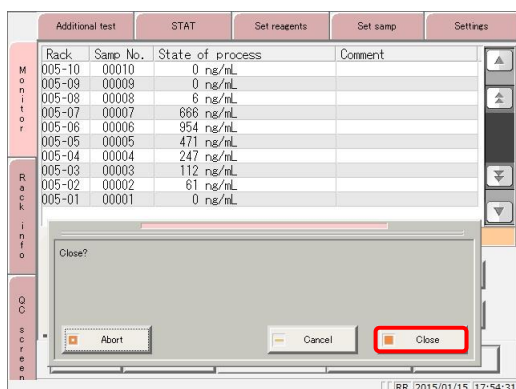 Additional test STAT Set reagents Set samp Settings
Monitor
Rack info
QC screen
Rack Samp No. State of process Comment
005-10 00010 0 ng/mL
005-09 00009 0 ng/mL
005-08 00008 6 ng/mL
005-07 00007 666 ng/mL
005-06 00006 954 ng/mL
005-05 00005 471 ng/mL
005-04 00004 247 ng/mL
005-03 00003 112 ng/mL
005-02 00002 61 ng/mL
005-01 00001 0 ng/mL
Close?
Abort Cancel Close
RR 2015/01/15 17:54:31